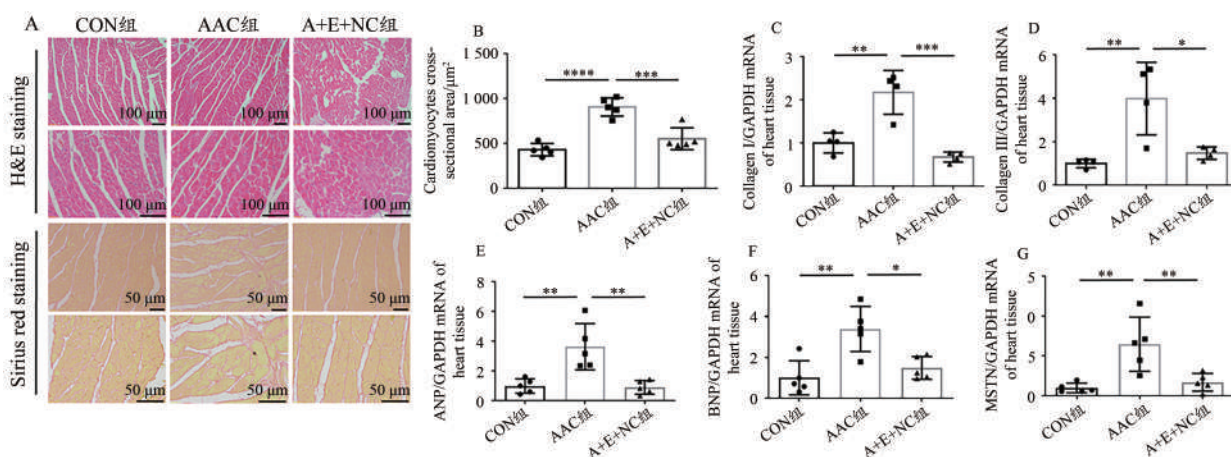 A
CON组
AAC组
A+E+NC组
H&E staining
100 μm
100 μm
100 μm
100 μm
100 μm
100 μm
Sirius red staining
50 μm
50 μm
50 μm
50 μm
50 μm
50 μm
B
Cardiomyocytes cross-
sectional area/μm²
1 500
1 000
500
0
****
***
CON组
AAC组
A+E+NC组
C
Collagen I/GAPDH mRNA
of heart tissue
3
2
1
0
**
***
CON组
AAC组
A+E+NC组
D
Collagen III/GAPDH mRNA
of heart tissue
6
4
2
0
**
*
CON组
AAC组
A+E+NC组
E
ANP/GAPDH mRNA of
heart tissue
8
6
4
2
0
**
**
CON组
AAC组
A+E+NC组
F
BNP/GAPDH mRNA of
heart tissue
6
4
2
0
**
*
CON组
AAC组
A+E+NC组
G
MSTN/GAPDH mRNA
of heart tissue
5
0
5
0
**
**
CON组
AAC组
A+E+NC组